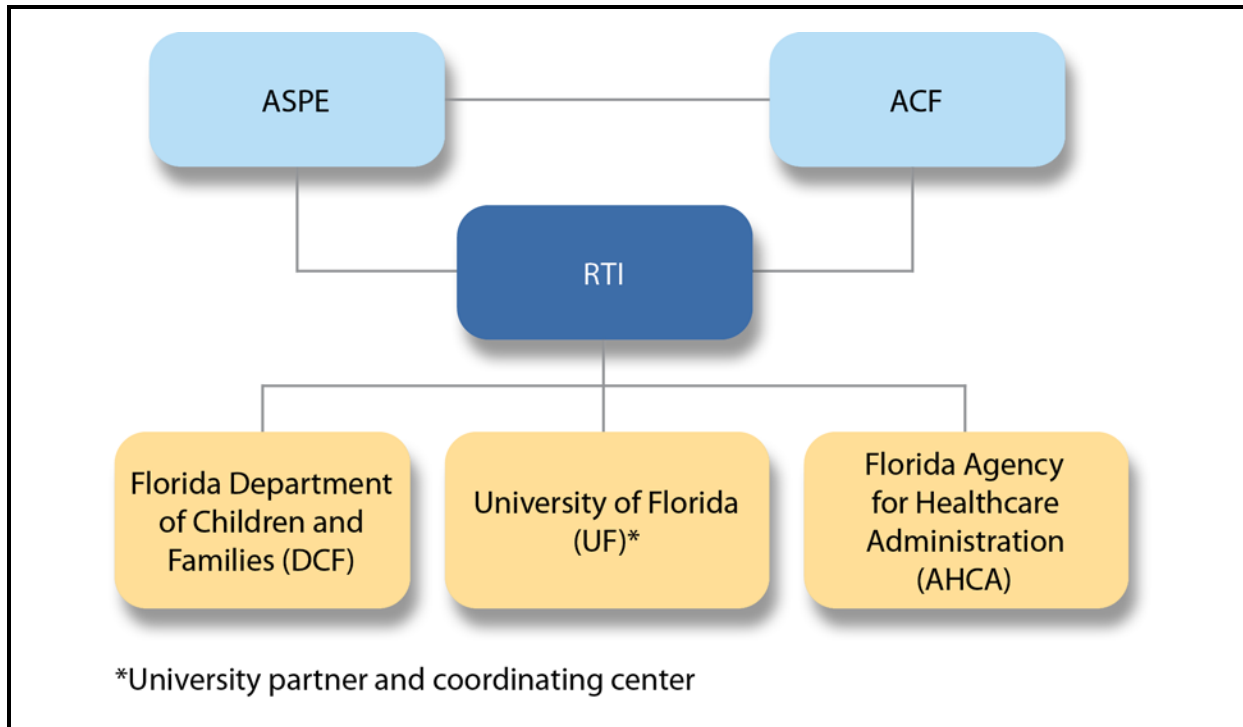 ASPE
ACF
RTI
Florida Department
of Children and
Families (DCF)
University of Florida
(UF)*
Florida Agency
for Healthcare
Administration
(AHCA)
*University partner and coordinating center